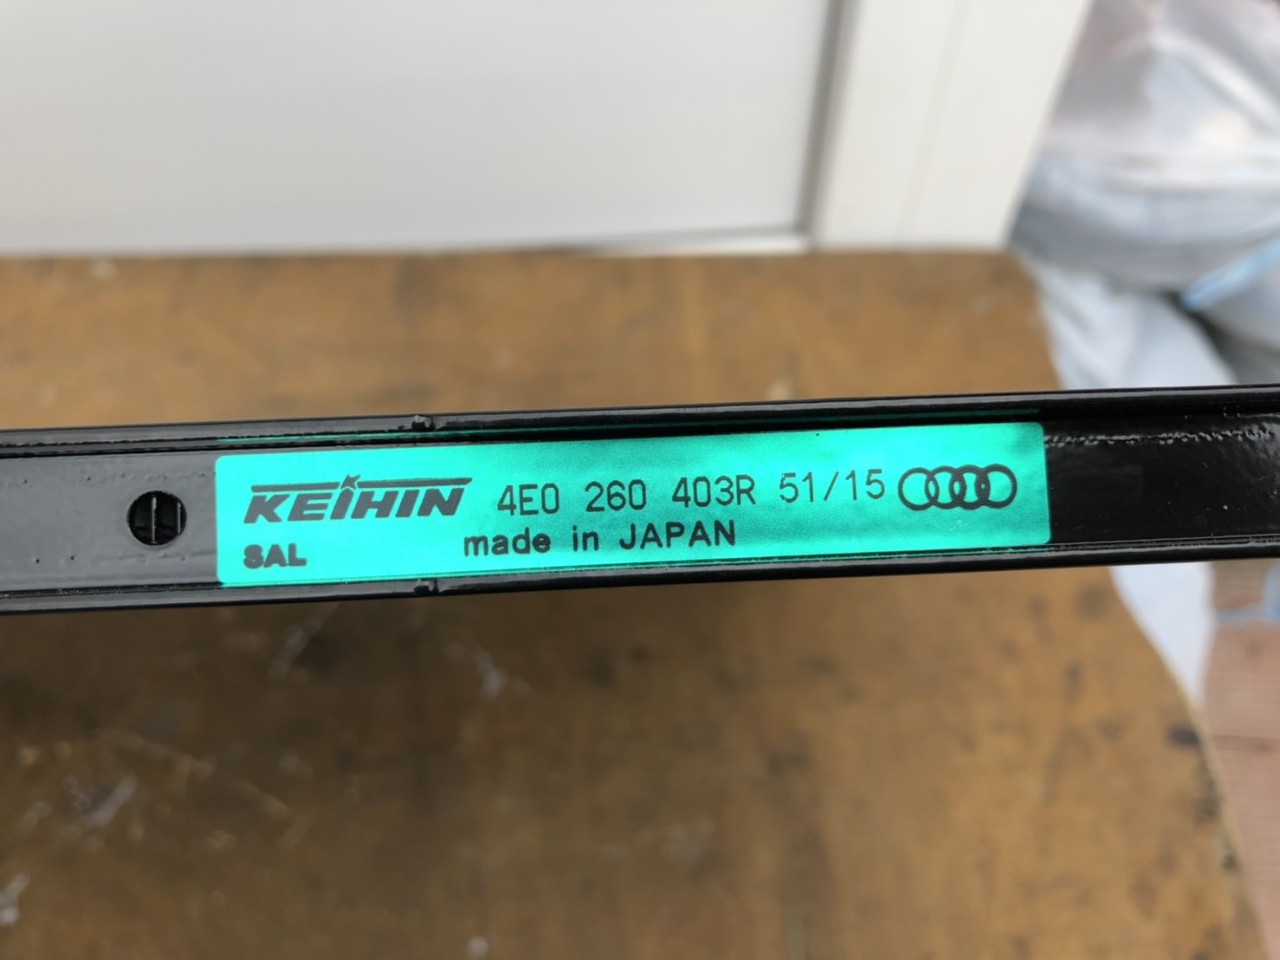 KEIHIN 4E0 260 403R 51/15
SAL made in JAPAN